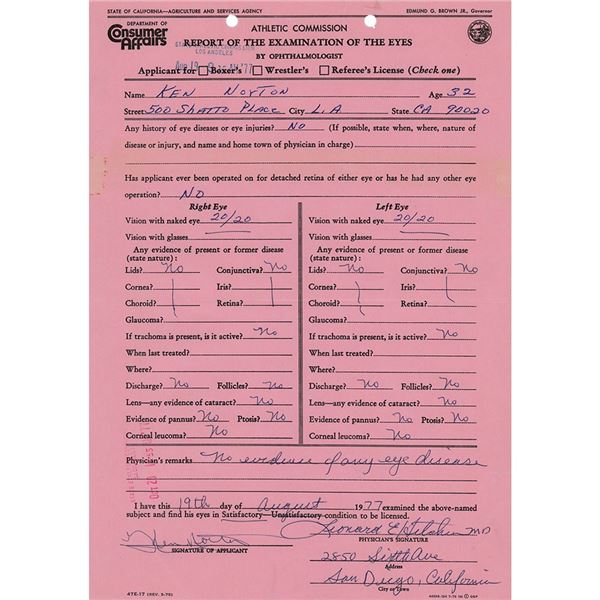 STATE OF CALIFORNIA—AGRICULTURE AND SERVICES AGENCY EDMUND G. BROWN JR., Governor
DEPARTMENT OF
Consumer
Affairs
ATHLETIC COMMISSION
REPORT OF THE EXAMINATION OF THE EYES
LOS ANGELES
BY OPHTHALMOLOGIST
Aug 19 '77
Applicant for Boxer's Wrestler's Referee's License (Check one)
Name KEN NORTON Age 32
Street 500 SHATTO PLACE City L.A State CA 90020
Any history of eye diseases or eye injuries? NO (If possible, state when, where, nature
of disease or injury, and name and home town of physician in charge)
Has applicant ever been operated on for detached retina of either eye or has he had any other eye
operation? NO
Right Eye Left Eye
Vision with naked eye 20/20 Vision with naked eye 20/20
Vision with glasses Vision with glasses
Any evidence of present or former disease Any evidence of present or former disease
(state nature): (state nature):
Lids? No Conjunctiva? No Lids? No Conjunctiva? No
Cornea? Iris? Cornea? Iris?
Choroid? Retina? Choroid? Retina?
Glaucoma? Glaucoma?
If trachoma is present, is it active? No If trachoma is present, is it active? No
When last treated? When last treated?
Where? Where?
Discharge? No Follicles? No Discharge? No Follicles? No
Lens—any evidence of cataract? No Lens—any evidence of cataract? No
Evidence of pannus? No Ptosis? No Evidence of pannus? No Ptosis? No
Corneal leucoma? No Corneal leucoma? No
Physician's remarks No evidence of any eye disease
I have this 19th day of August 1977 examined the above-named
subject and find his eyes in Satisfactory—Unsatisfactory condition to be licensed.
Ken Norton Leonard MD
SIGNATURE OF APPLICANT PHYSICIAN'S SIGNATURE
2850 Sixth Ave
Address
San Diego, California
City or Town
47E-17 (REV. 5-75)